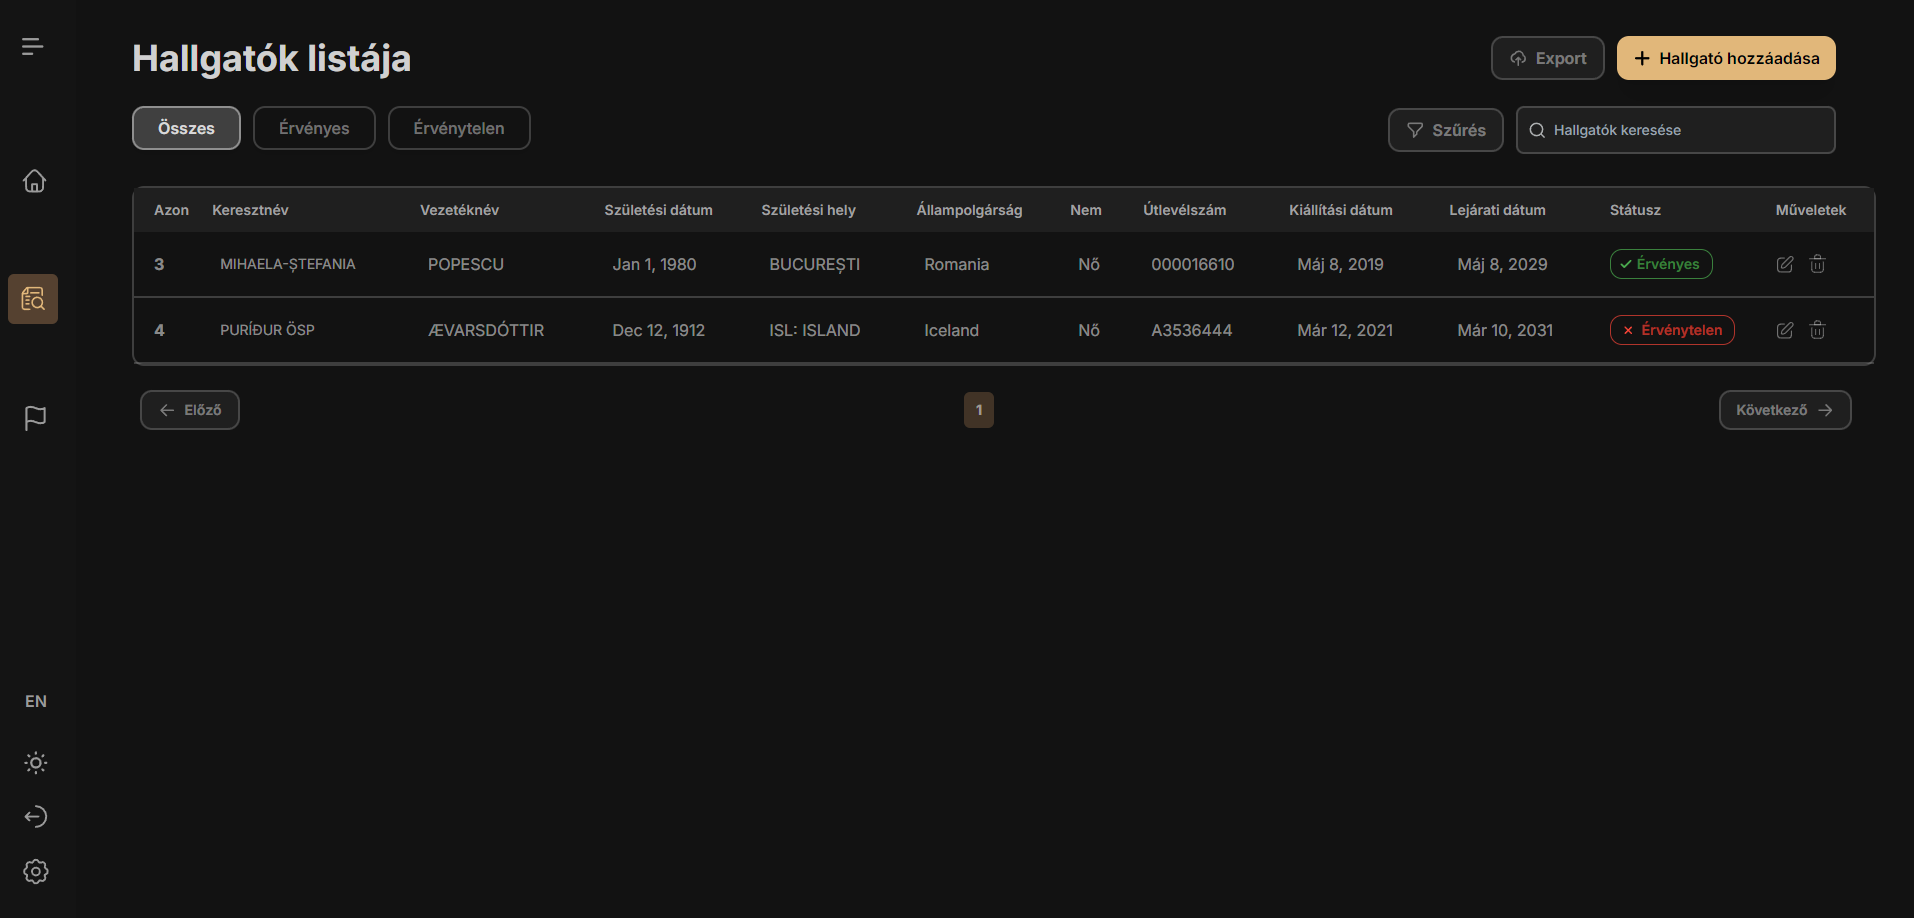 Hallgatók listája
Export
Hallgató hozzáadása
Összes Érvényes Érvénytelen
Szűrés
Hallgatók keresése
Azon Keresztnév Vezetéknév Születési dátum Születési hely Állampolgárság Nem Útlevélszám Kiállítási dátum Lejárati dátum Státusz Műveletek
3 MIHAELA-ȘTEFANIA POPESCU Jan 1, 1980 BUCUREȘTI Romania Nő 000016610 Máj 8, 2019 Máj 8, 2029 Érvényes
4 PURÍÐUR ÖSP ÆVARSDÓTTIR Dec 12, 1912 ISL: ISLAND Iceland Nő A3536444 Már 12, 2021 Már 10, 2031 Érvénytelen
Előző 1 Következő
EN